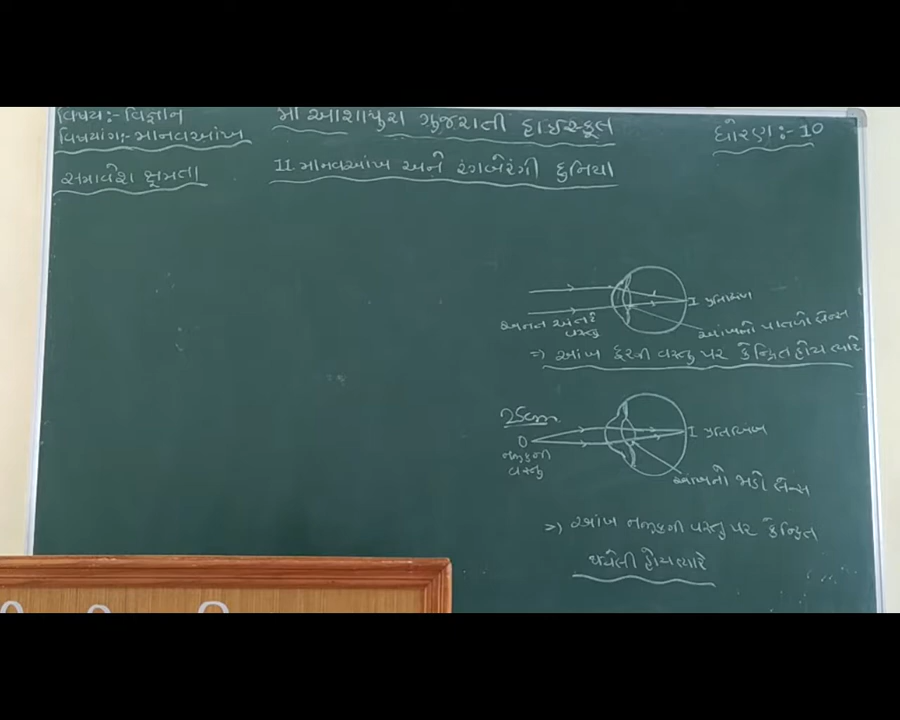 વિષય:- વિજ્ઞાન
વિષયાંગ:- માનવઆંખ
સમાવેશ ક્ષમતા
માં આશાપુરા ગુજરાતી હાઇસ્કૂલ
11 માનવઆંખ અને રંગબેરંગી દુનિયા
ધોરણ:- 10
I પ્રતિબિંબ
અનંત અંતરે
વસ્તુ
આંખનો પાતળો લેન્સ
=> આંખ દૂરની વસ્તુ પર કેન્દ્રિત હોય ત્યારે
25cm
O
નજીકની
વસ્તુ
I પ્રતિબિંબ
આંખનો જાડો લેન્સ
=> આંખ નજીકની વસ્તુ પર કેન્દ્રિત
થયેલી હોય ત્યારે